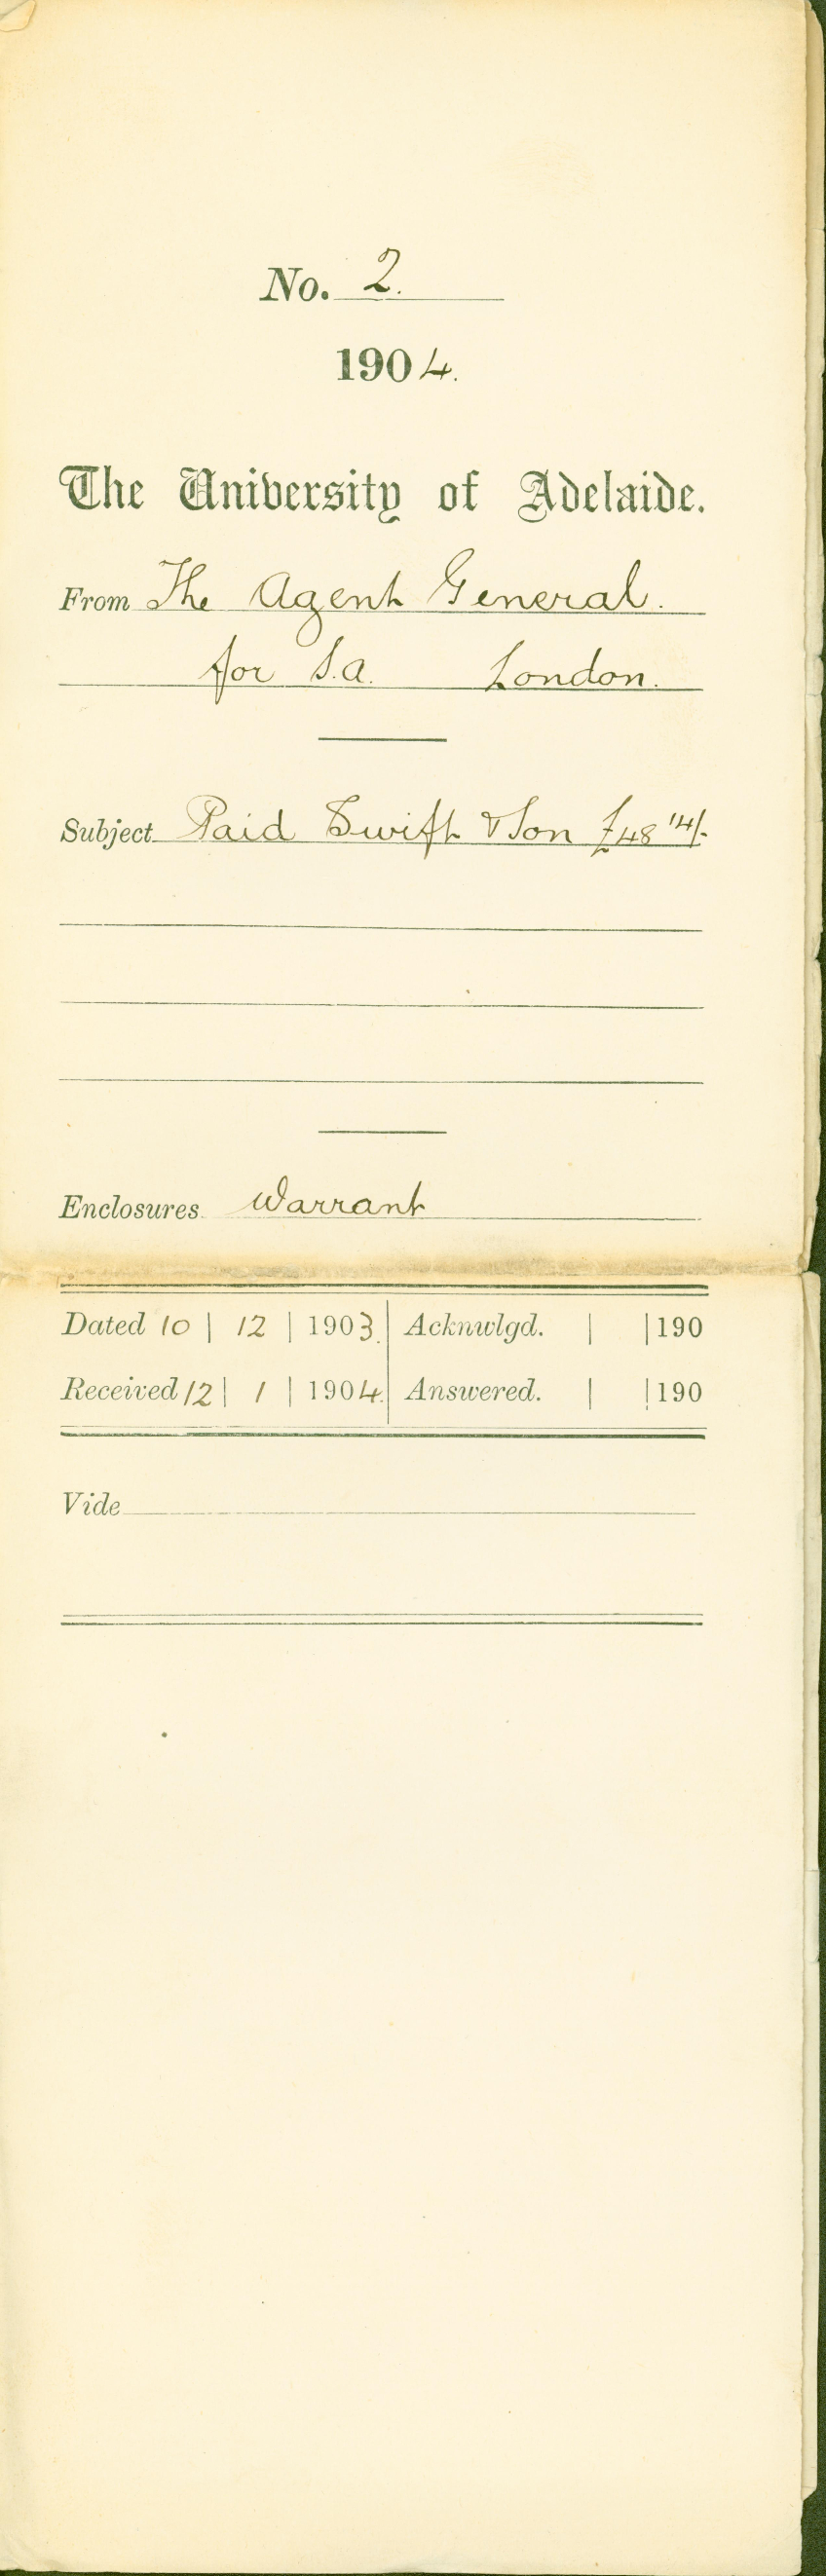 No. 2.
1904.
The University of Adelaide.
From The Agent General.
for S.A. London.
Subject Paid Swift & Son £48 14/-
Enclosures Warrant
Dated 10 | 12 | 1903. Acknwlgd. | | 190
Received 12 | 1 | 1904. Answered. | | 190
Vide